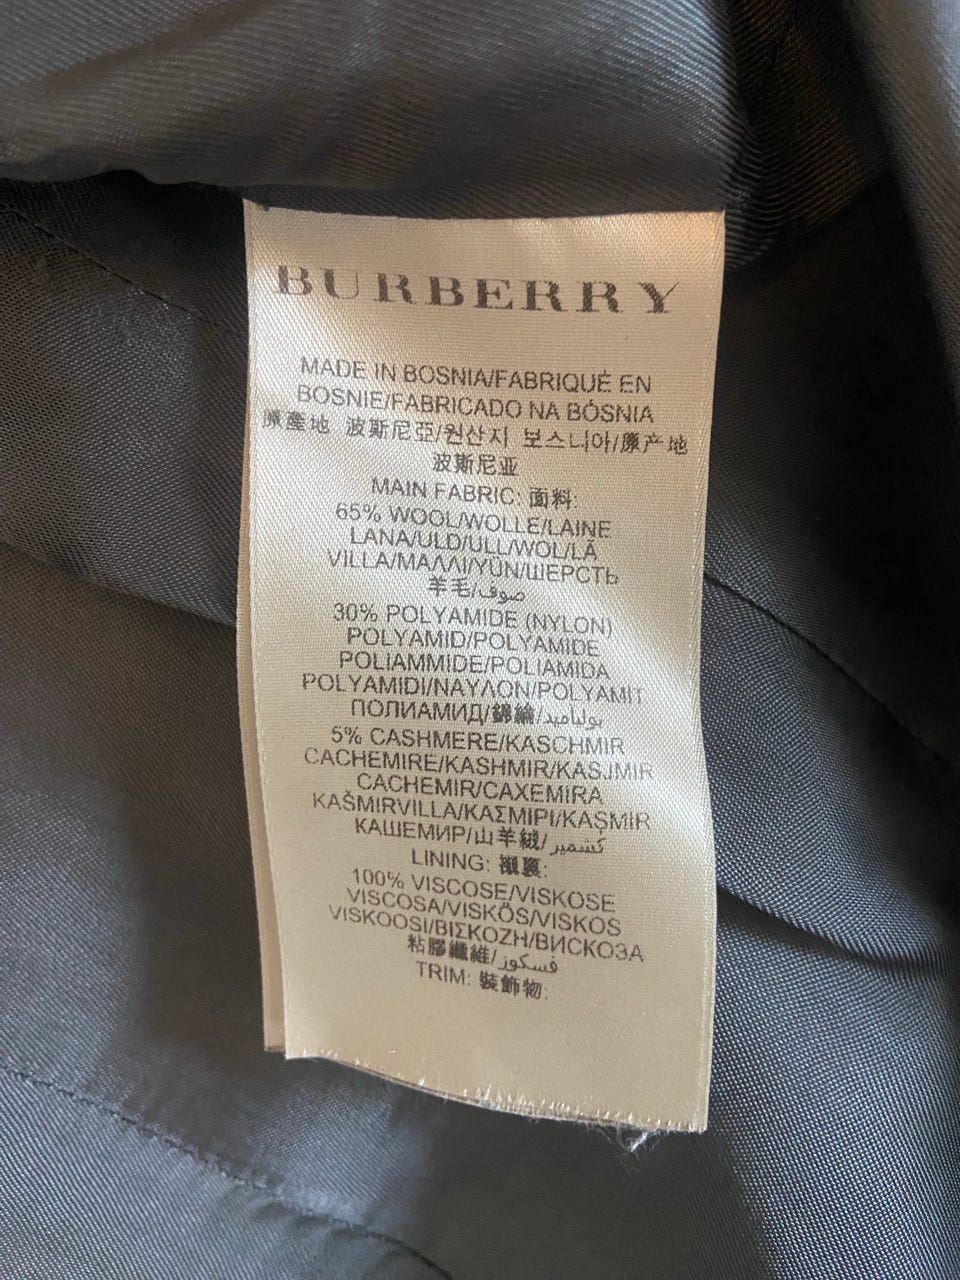 BURBERRY
MADE IN BOSNIA/FABRIQUÉ EN
BOSNIE/FABRICADO NA BÓSNIA
原產地 波斯尼亞/원산지 보스니아/原产地
波斯尼亚
MAIN FABRIC: 面料:
65% WOOL/WOLLE/LAINE
LANA/ULD/ULL/WOL/LÃ
VILLA/ΜΑΛΛΙ/YÜN/ШЕРСТЬ
羊毛/صوف
30% POLYAMIDE (NYLON)
POLYAMID/POLYAMIDE
POLIAMMIDE/POLIAMIDA
POLYAMIDI/ΝΑΥΛΟΝ/POLYAMIT
ПОЛИАМИД/錦綸/بولياميد
5% CASHMERE/KASCHMIR
CACHEMIRE/KASHMIR/KASJMIR
CACHEMIR/CAXEMIRA
KAŠMIRVILLA/ΚΑΣΜΙΡΙ/KAŞMIR
КАШЕМИР/山羊絨/كشمير
LINING: 襯裏:
100% VISCOSE/VISKOSE
VISCOSA/VISKÖS/VISKOS
VISKOOSI/ΒΙΣΚΟΖΗ/ВИСКОЗА
粘膠纖維/فسكوز
TRIM: 裝飾物: